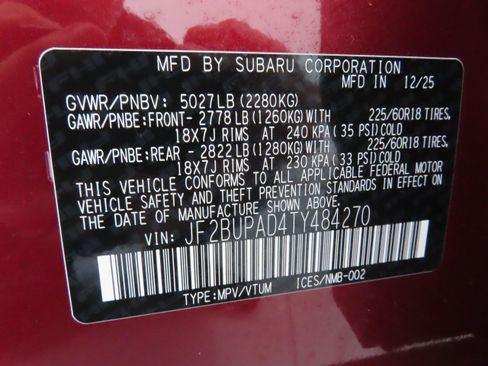 MFD BY SUBARU CORPORATION
MFD IN 12/25
GVWR/PNBV: 5027LB (2280KG)
GAWR/PNBE:FRONT- 2778 LB (1260KG)WITH 225/60R18 TIRES,
18X7J RIMS AT 240 KPA (35 PSI)COLD
GAWR/PNBE:REAR - 2822LB (1280KG)WITH 225/60R18 TIRES,
18X7J RIMS AT 230 KPA (33 PSI)COLD
THIS VEHICLE CONFORMS TO ALL APPLICABLE FEDERAL MOTOR
VEHICLE SAFETY AND THEFT PREVENTION STANDARDS IN EFFECT
ON THE DATE OF MANUFACTURE SHOWN ABOVE.
VIN: JF2BUPAD4TY484270
TYPE:MPV/VTUM ICES/NMB-002